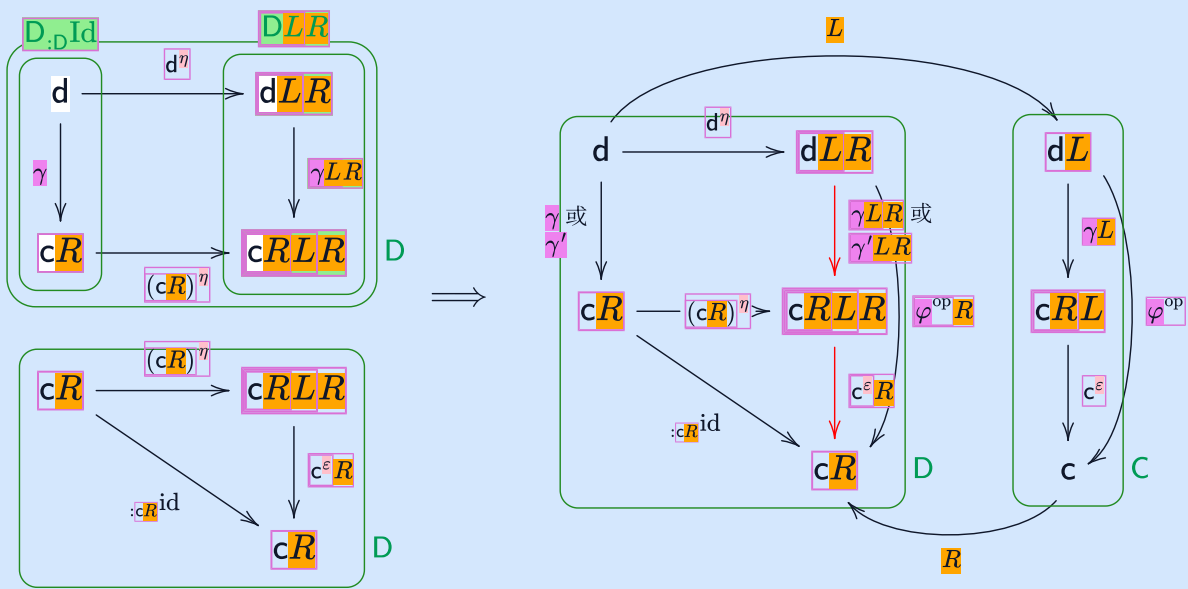 D:DId
DLR
dη
d
dLR
γ
γLR
cR
cRLR
D
(cR)η
(cR)η
cR
cRLR
cεR
:cRid
cR
D
⟹
L
dη
d
dLR
dL
γ 或
γ′
γLR 或
γ′LR
γL
cR
(cR)η
cRLR
φopR
cRL
φop
:cRid
cεR
cε
cR
D
c
C
R